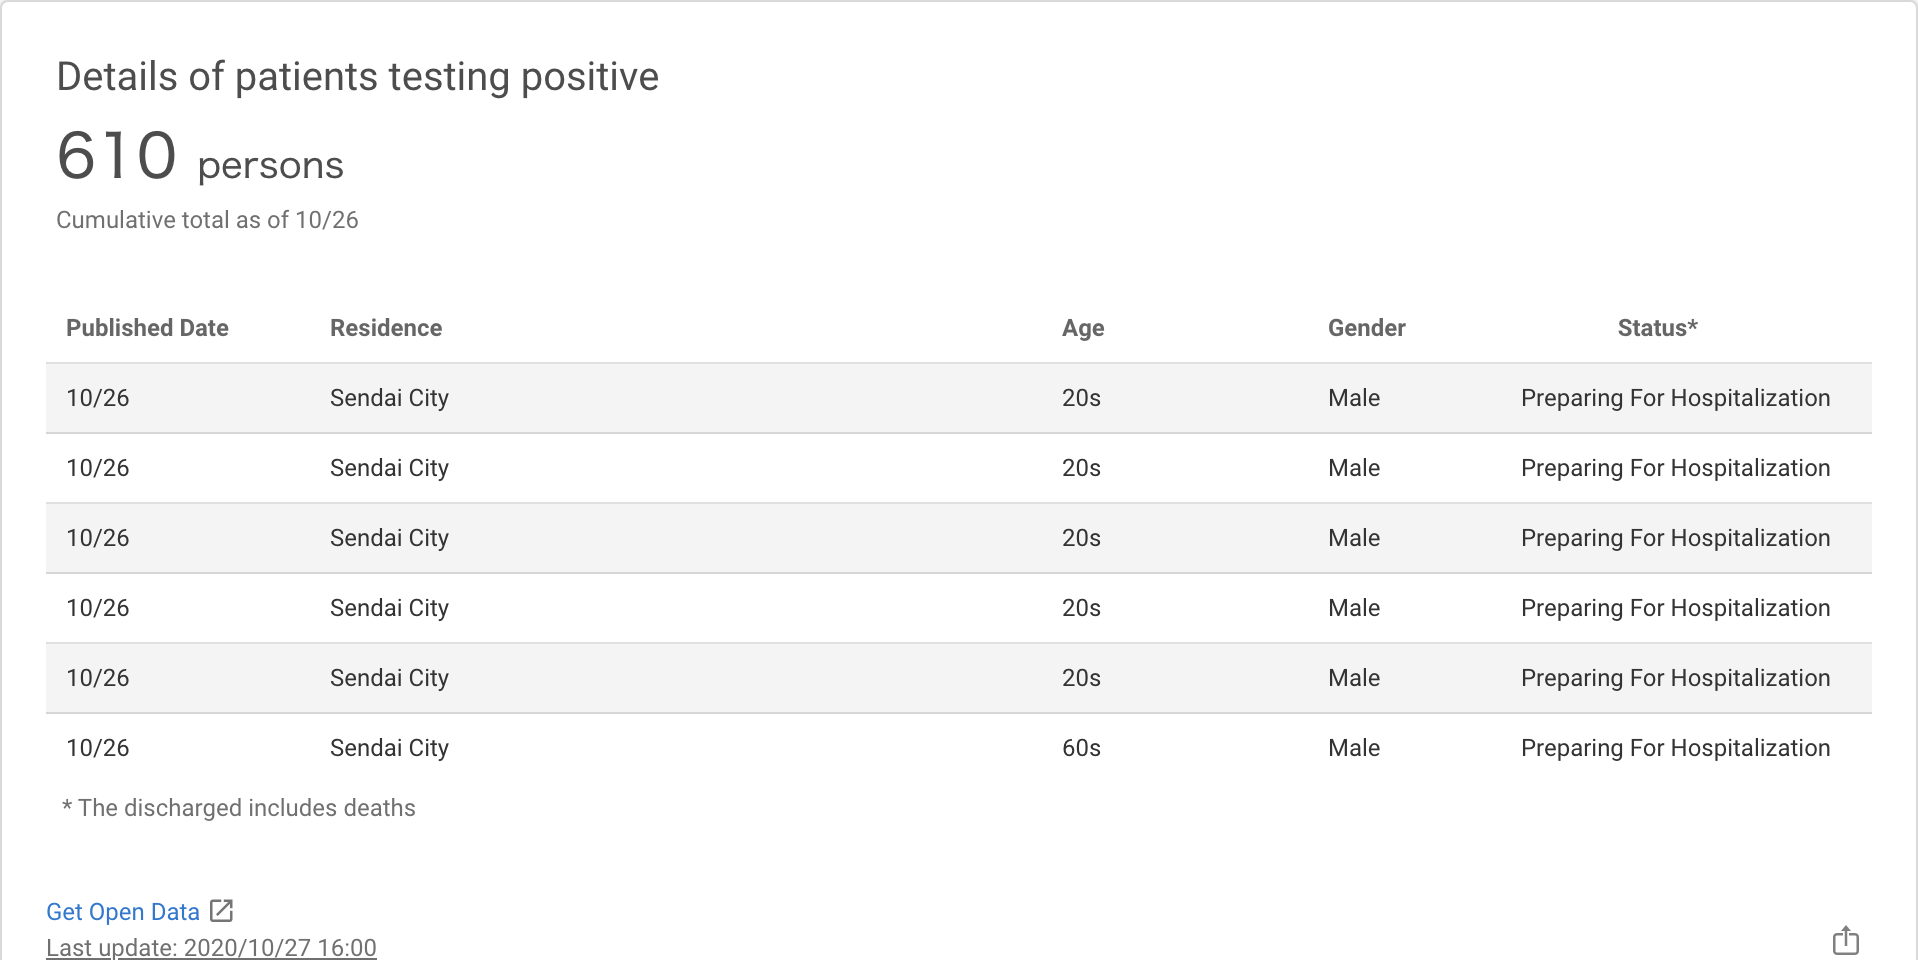 Details of patients testing positive
610 persons
Cumulative total as of 10/26
Published Date Residence Age Gender Status*
10/26 Sendai City 20s Male Preparing For Hospitalization
10/26 Sendai City 20s Male Preparing For Hospitalization
10/26 Sendai City 20s Male Preparing For Hospitalization
10/26 Sendai City 20s Male Preparing For Hospitalization
10/26 Sendai City 20s Male Preparing For Hospitalization
10/26 Sendai City 60s Male Preparing For Hospitalization
* The discharged includes deaths
Get Open Data
Last update: 2020/10/27 16:00